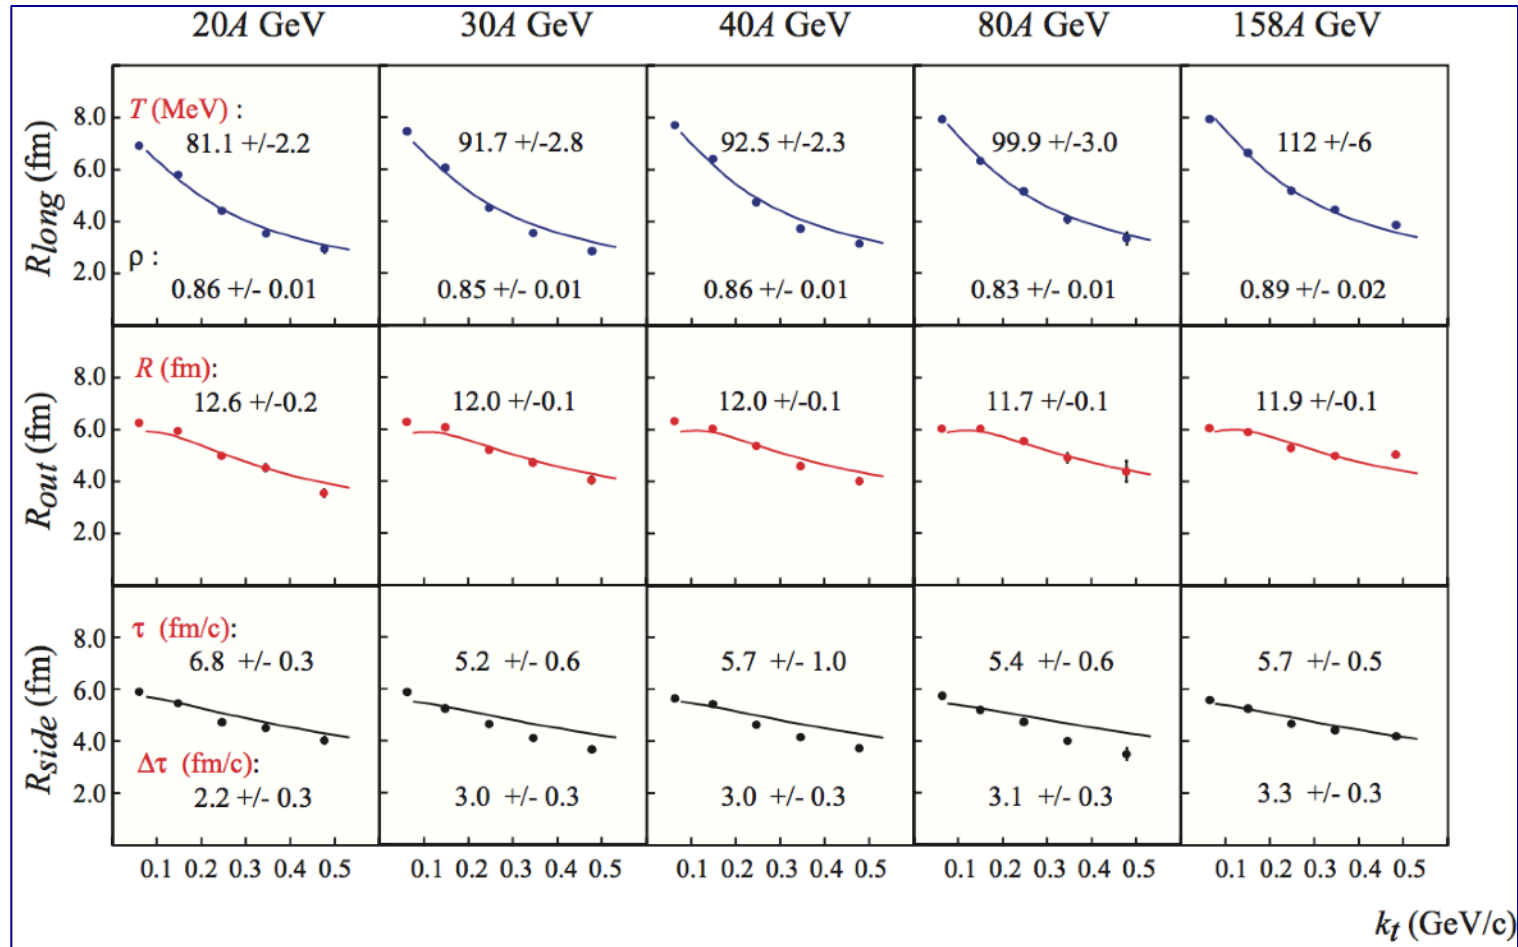 20A GeV 30A GeV 40A GeV 80A GeV 158A GeV
R_long (fm)
8.0
6.0
4.0
2.0
T (MeV) :
81.1 +/-2.2 91.7 +/-2.8 92.5 +/-2.3 99.9 +/-3.0 112 +/-6
ρ :
0.86 +/- 0.01 0.85 +/- 0.01 0.86 +/- 0.01 0.83 +/- 0.01 0.89 +/- 0.02
R_out (fm)
8.0
6.0
4.0
2.0
R (fm):
12.6 +/-0.2 12.0 +/-0.1 12.0 +/-0.1 11.7 +/-0.1 11.9 +/-0.1
R_side (fm)
8.0
6.0
4.0
2.0
τ (fm/c):
6.8 +/- 0.3 5.2 +/- 0.6 5.7 +/- 1.0 5.4 +/- 0.6 5.7 +/- 0.5
Δτ (fm/c):
2.2 +/- 0.3 3.0 +/- 0.3 3.0 +/- 0.3 3.1 +/- 0.3 3.3 +/- 0.3
0.1 0.2 0.3 0.4 0.5 0.1 0.2 0.3 0.4 0.5 0.1 0.2 0.3 0.4 0.5 0.1 0.2 0.3 0.4 0.5 0.1 0.2 0.3 0.4 0.5
k_t (GeV/c)